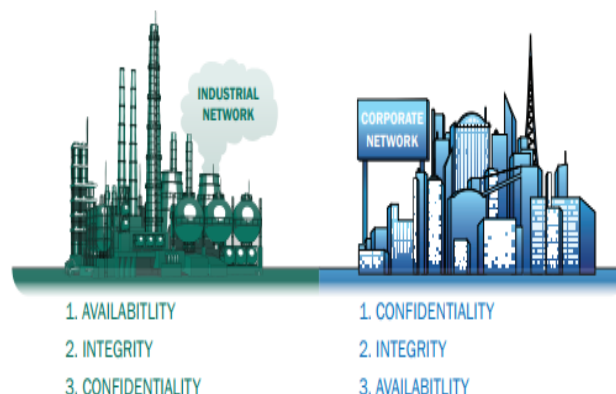 INDUSTRIAL
NETWORK
CORPORATE
NETWORK
1. AVAILABITLITY
2. INTEGRITY
3. CONFIDENTIALITY
1. CONFIDENTIALITY
2. INTEGRITY
3. AVAILABITLITY